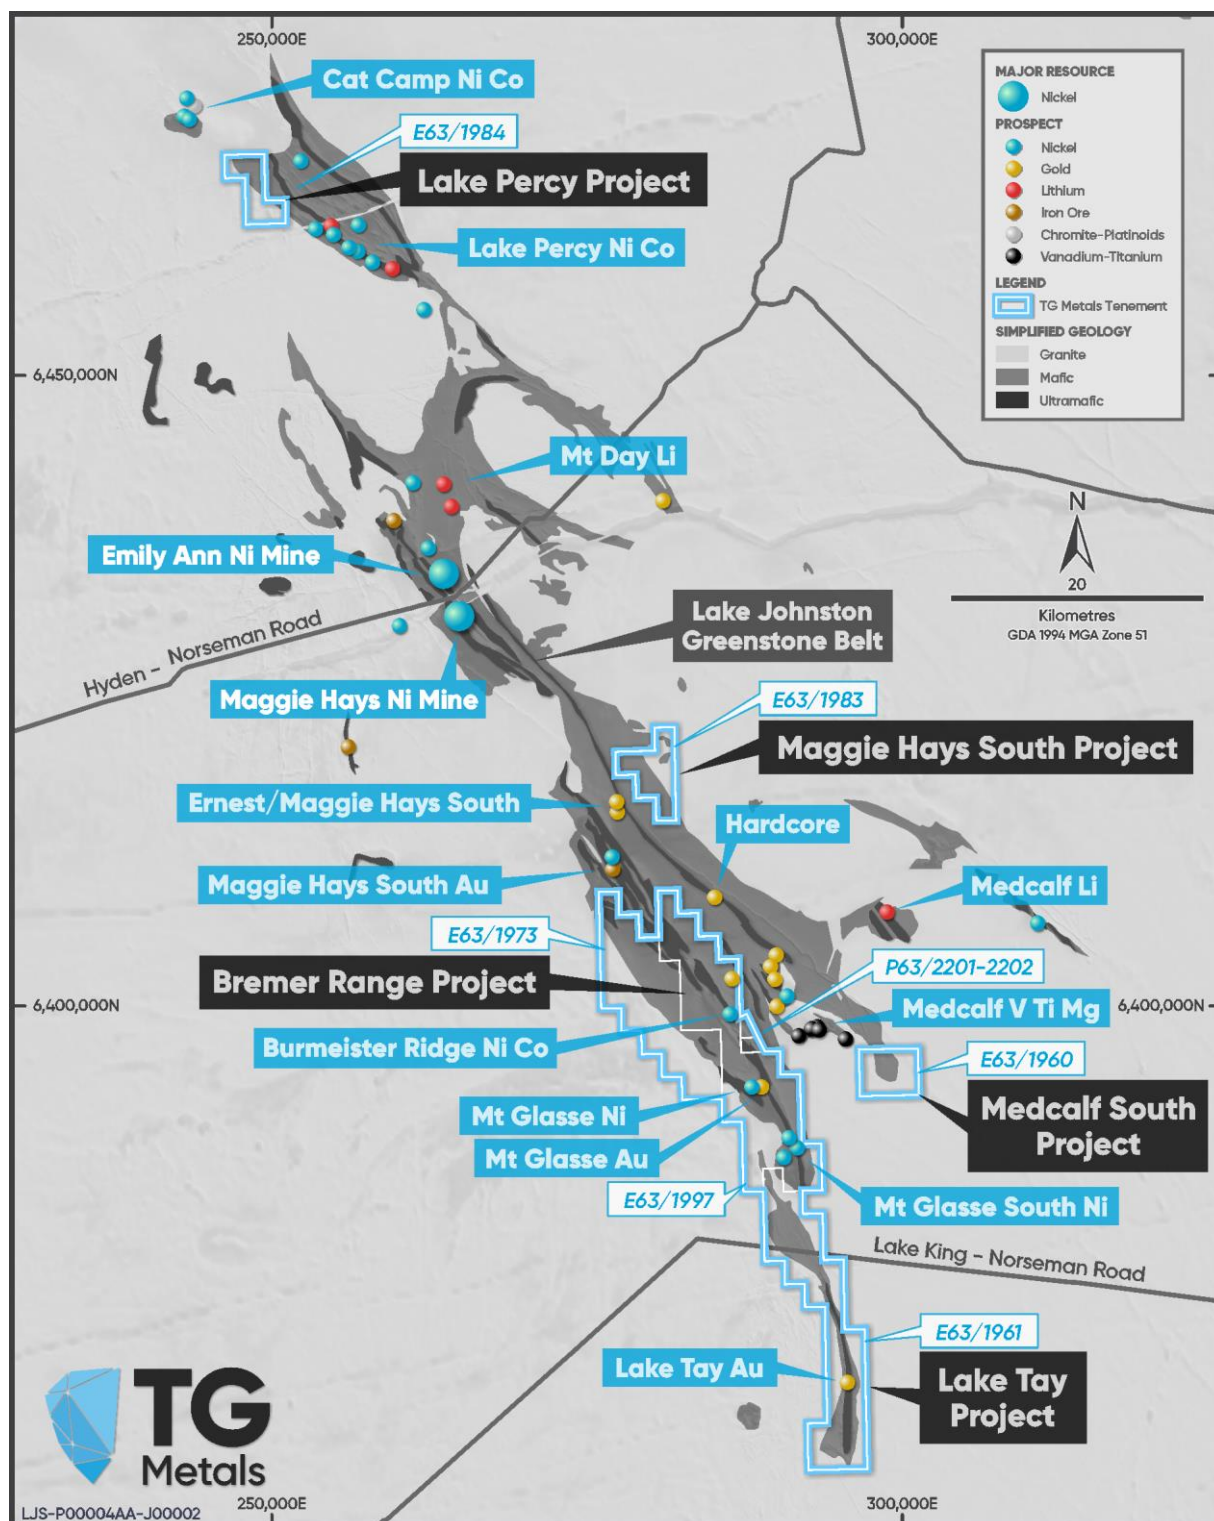 250,000E
300,000E
Cat Camp Ni Co
E63/1984
Lake Percy Project
Lake Percy Ni Co
MAJOR RESOURCE
Nickel
PROSPECT
Nickel
Gold
Lithium
Iron Ore
Chromite-Platinoids
Vanadium-Titanium
LEGEND
TG Metals Tenement
SIMPLIFIED GEOLOGY
Granite
Mafic
Ultramafic
6,450,000N
Mt Day Li
N
20
Kilometres
GDA 1994 MGA Zone 51
Emily Ann Ni Mine
Lake Johnston
Greenstone Belt
Hyden - Norseman Road
Maggie Hays Ni Mine
E63/1983
Maggie Hays South Project
Ernest/Maggie Hays South
Hardcore
Maggie Hays South Au
Medcalf Li
E63/1973
P63/2201-2202
Bremer Range Project
6,400,000N
6,400,000N
Medcalf V Ti Mg
Burmeister Ridge Ni Co
E63/1960
Mt Glasse Ni
Medcalf South
Project
Mt Glasse Au
E63/1997
Mt Glasse South Ni
Lake King - Norseman Road
E63/1961
Lake Tay Au
Lake Tay
Project
TG
Metals
LJS-P00004AA-J00002
250,000E
300,000E